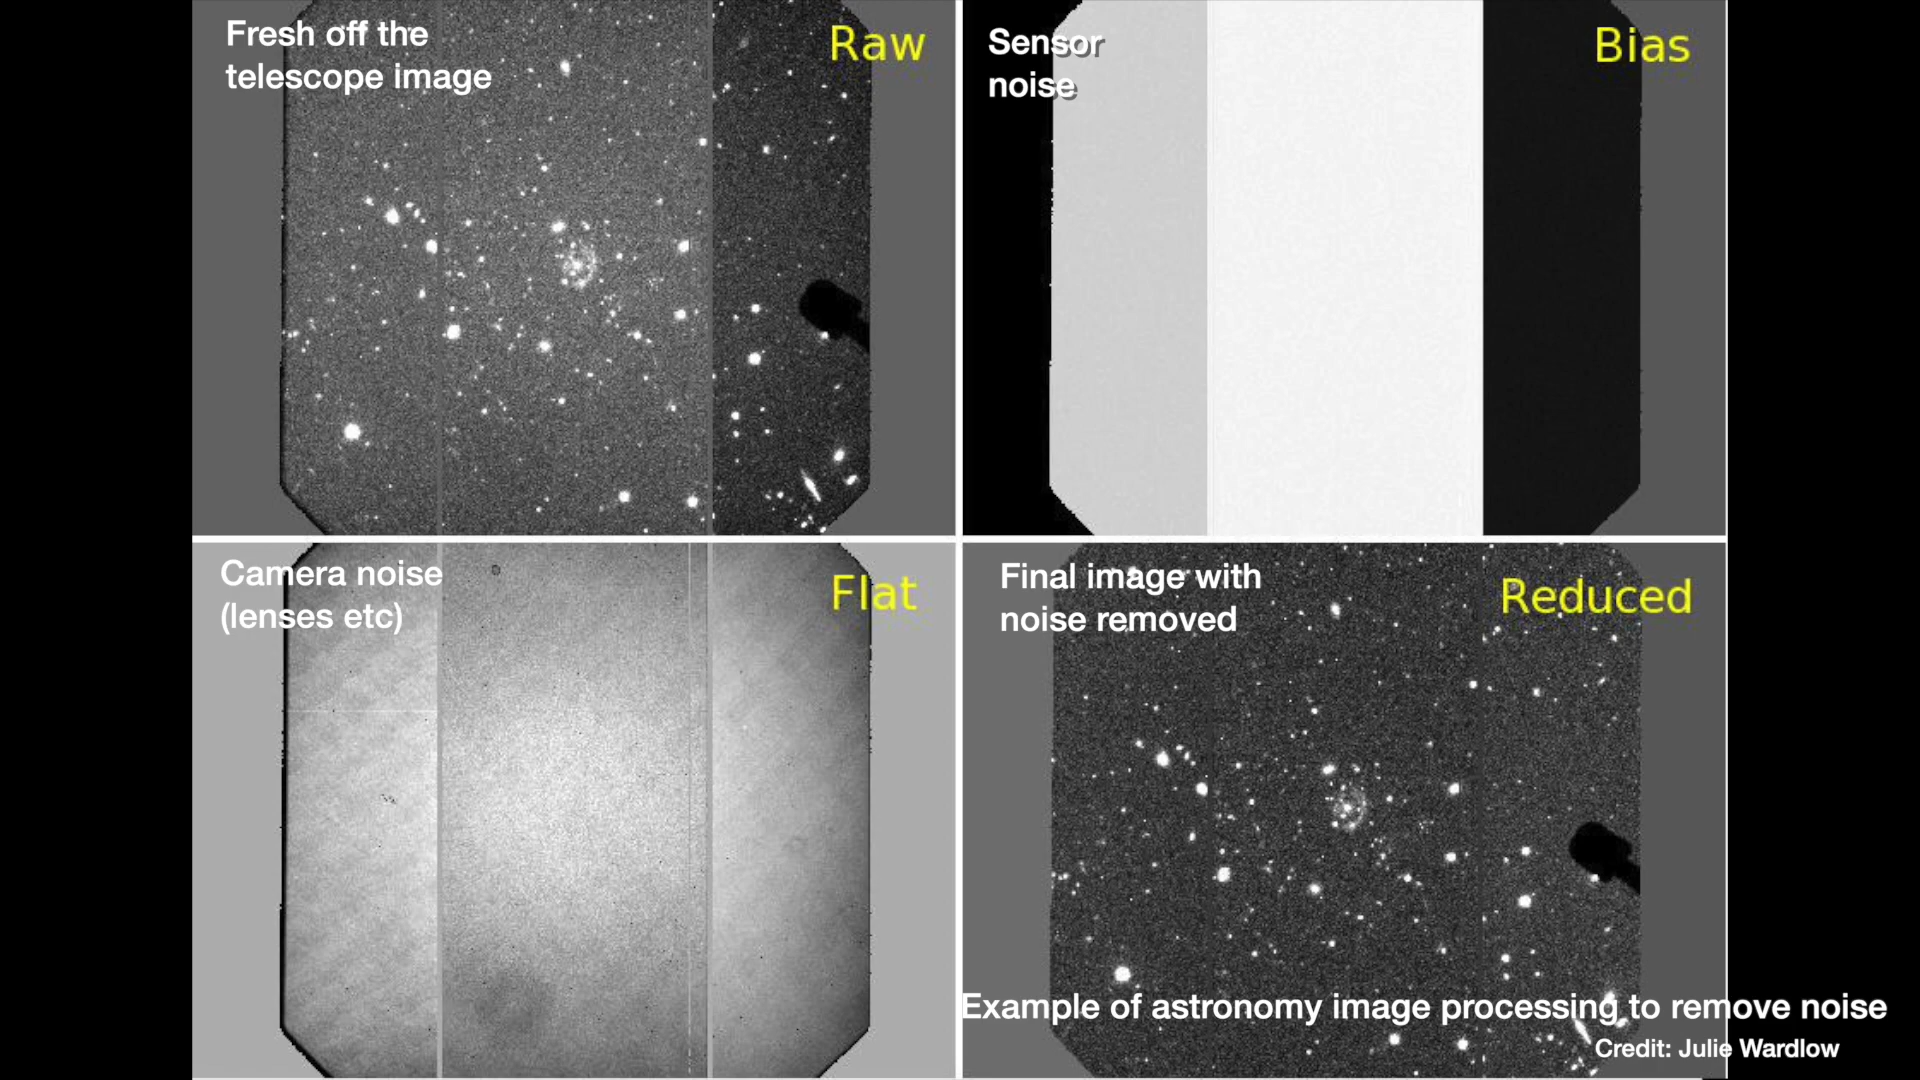 Fresh off the
telescope image
Raw
Sensor
noise
Bias
Camera noise
(lenses etc)
Flat
Final image with
noise removed
Reduced
Example of astronomy image processing to remove noise
Credit: Julie Wardlow